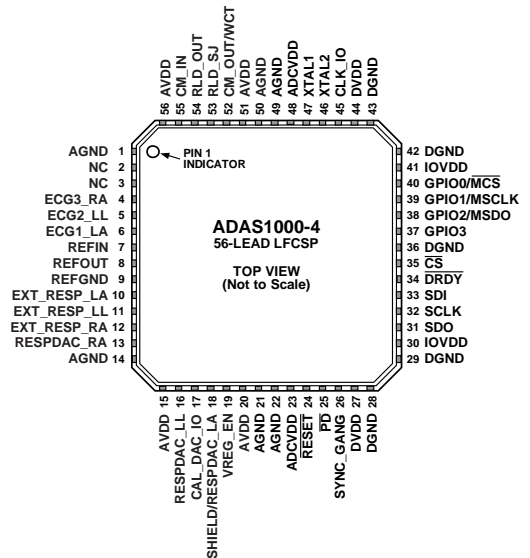 56 AVDD
55 CM_IN
54 RLD_OUT
53 RLD_SJ
52 CM_OUT/WCT
51 AVDD
50 AGND
49 AGND
48 ADCVDD
47 XTAL1
46 XTAL2
45 CLK_IO
44 DVDD
43 DGND
AGND 1
NC 2
NC 3
ECG3_RA 4
ECG2_LL 5
ECG1_LA 6
REFIN 7
REFOUT 8
REFGND 9
EXT_RESP_LA 10
EXT_RESP_LL 11
EXT_RESP_RA 12
RESPDAC_RA 13
AGND 14
PIN 1
INDICATOR
ADAS1000-4
56-LEAD LFCSP
TOP VIEW
(Not to Scale)
42 DGND
41 IOVDD
40 GPIO0/MCS
39 GPIO1/MSCLK
38 GPIO2/MSDO
37 GPIO3
36 DGND
35 CS
34 DRDY
33 SDI
32 SCLK
31 SDO
30 IOVDD
29 DGND
AVDD 15
RESPDAC_LL 16
CAL_DAC_IO 17
SHIELD/RESPDAC_LA 18
VREG_EN 19
AVDD 20
AGND 21
AGND 22
ADCVDD 23
RESET 24
PD 25
SYNC_GANG 26
DVDD 27
DGND 28